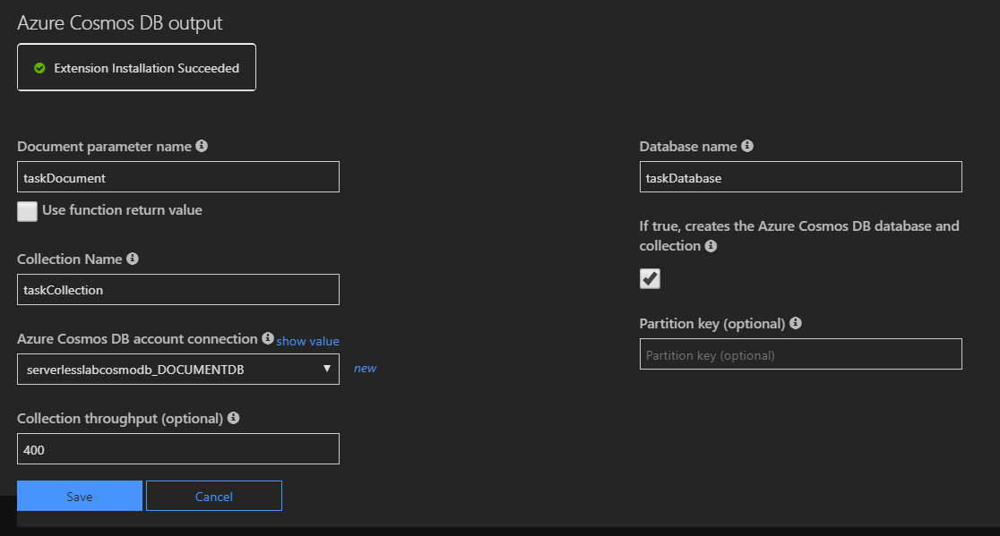 Azure Cosmos DB output
Extension Installation Succeeded
Document parameter name
taskDocument
Use function return value
Collection Name
taskCollection
Azure Cosmos DB account connection show value
serverlesslabcosmodb_DOCUMENTDB
new
Collection throughput (optional)
400
Save
Cancel
Database name
taskDatabase
If true, creates the Azure Cosmos DB database and
collection
Partition key (optional)
Partition key (optional)